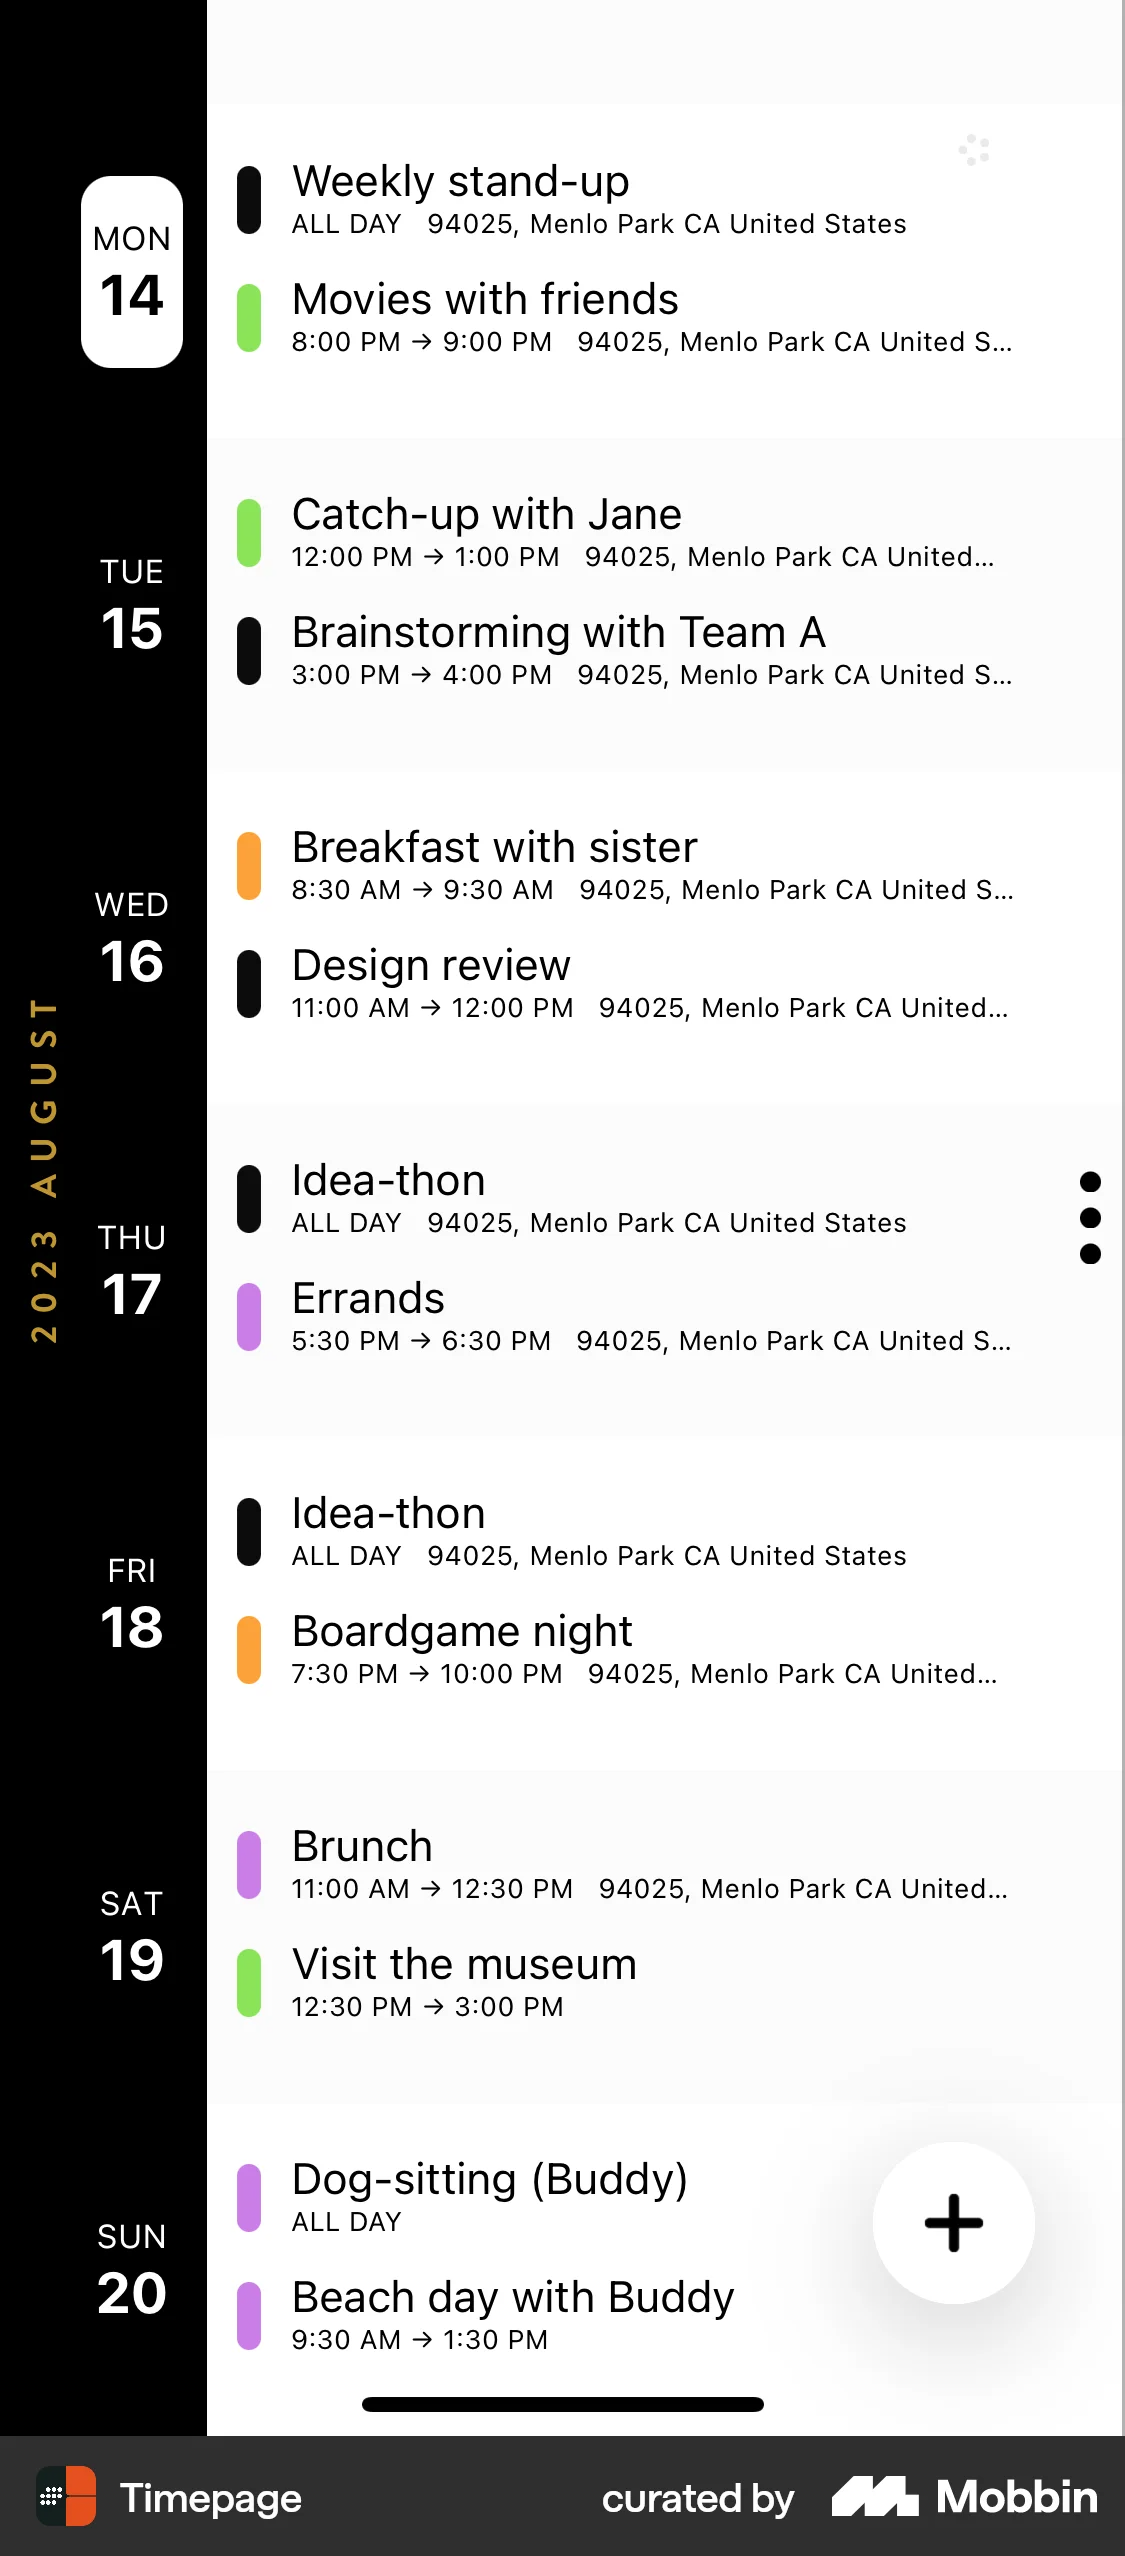 2023 AUGUST
MON
14
Weekly stand-up
ALL DAY 94025, Menlo Park CA United States
Movies with friends
8:00 PM → 9:00 PM 94025, Menlo Park CA United S...
TUE
15
Catch-up with Jane
12:00 PM → 1:00 PM 94025, Menlo Park CA United...
Brainstorming with Team A
3:00 PM → 4:00 PM 94025, Menlo Park CA United S...
WED
16
Breakfast with sister
8:30 AM → 9:30 AM 94025, Menlo Park CA United S...
Design review
11:00 AM → 12:00 PM 94025, Menlo Park CA United...
THU
17
Idea-thon
ALL DAY 94025, Menlo Park CA United States
Errands
5:30 PM → 6:30 PM 94025, Menlo Park CA United S...
FRI
18
Idea-thon
ALL DAY 94025, Menlo Park CA United States
Boardgame night
7:30 PM → 10:00 PM 94025, Menlo Park CA United...
SAT
19
Brunch
11:00 AM → 12:30 PM 94025, Menlo Park CA United...
Visit the museum
12:30 PM → 3:00 PM
SUN
20
Dog-sitting (Buddy)
ALL DAY
Beach day with Buddy
9:30 AM → 1:30 PM
Timepage
curated by Mobbin